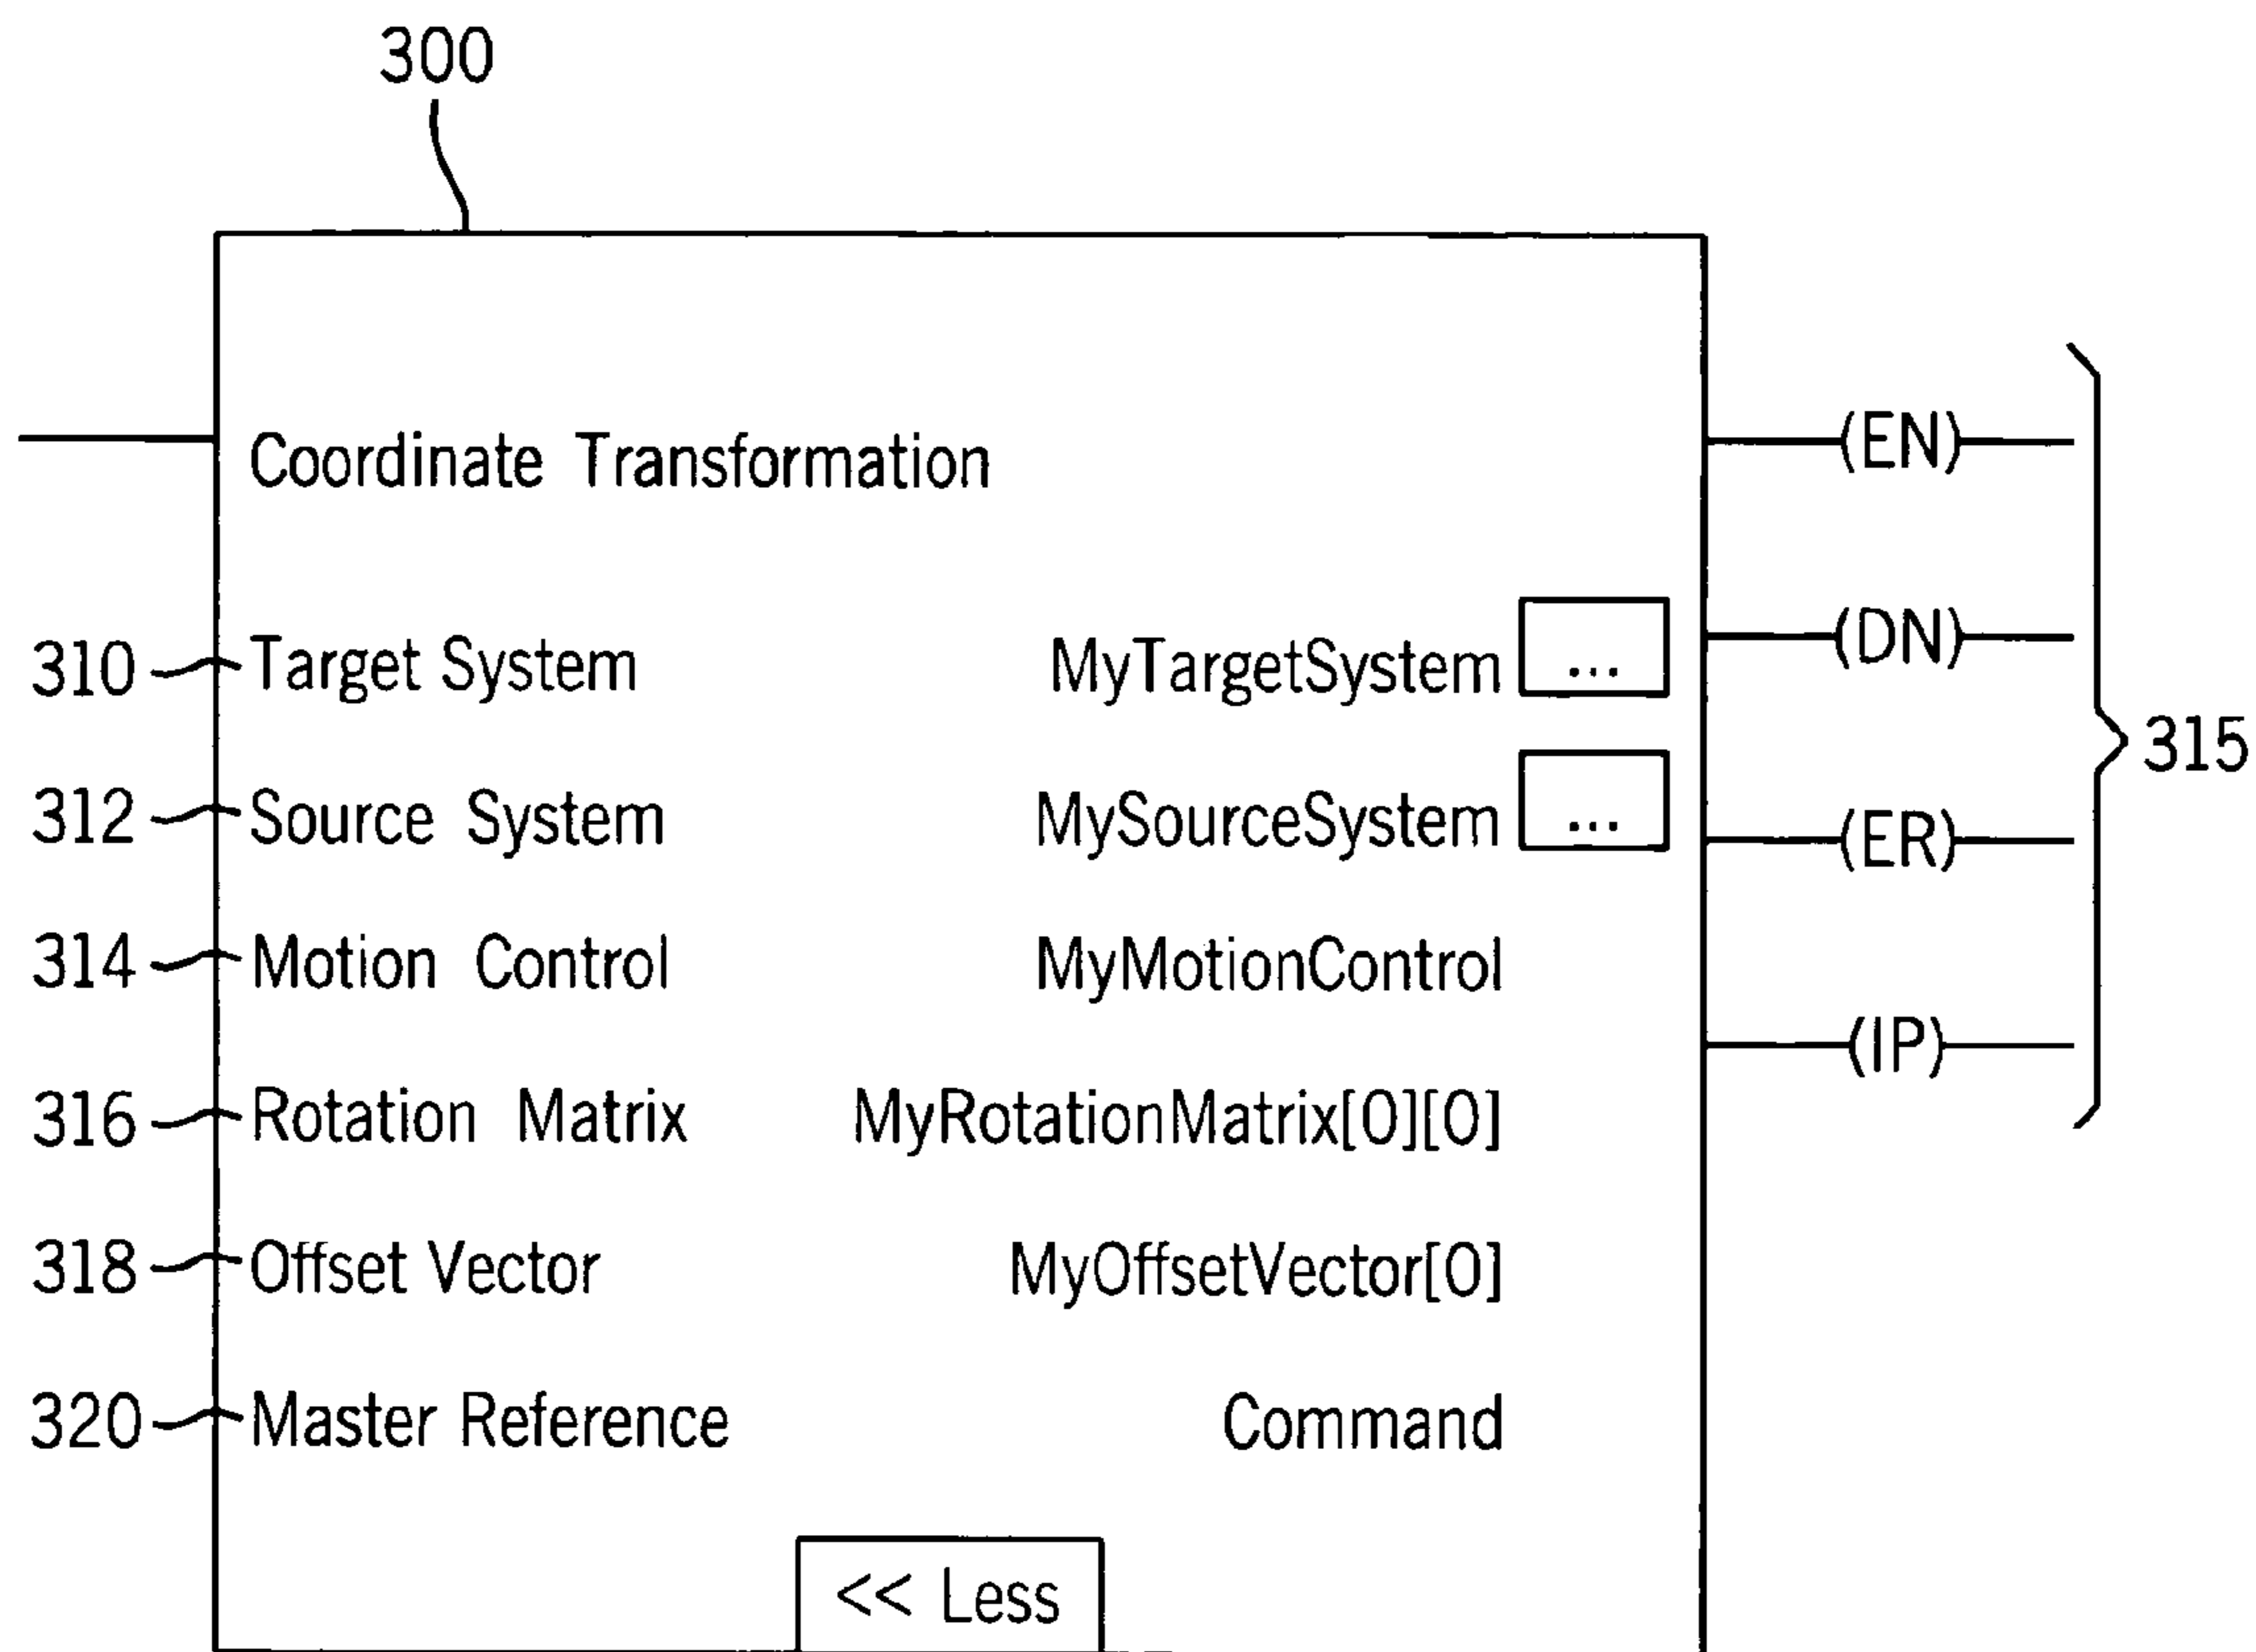 300
Coordinate Transformation
(EN)
310 Target System MyTargetSystem ...
(DN)
315
312 Source System MySourceSystem ...
(ER)
314 Motion Control MyMotionControl
(IP)
316 Rotation Matrix MyRotationMatrix[0][0]
318 Offset Vector MyOffsetVector[0]
320 Master Reference Command
<< Less